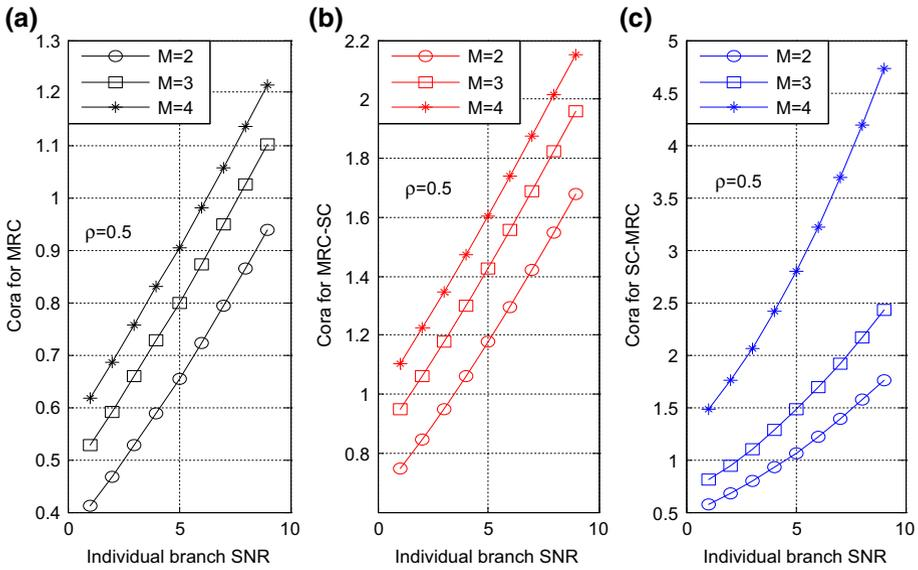 (a)
Cora for MRC
1.3
1.2
1.1
1
0.9
0.8
0.7
0.6
0.5
0.4
M=2
M=3
M=4
ρ=0.5
0 5 10
Individual branch SNR
(b)
Cora for MRC-SC
2.2
2
1.8
1.6
1.4
1.2
1
0.8
M=2
M=3
M=4
ρ=0.5
0 5 10
Individual branch SNR
(c)
Cora for SC-MRC
5
4.5
4
3.5
3
2.5
2
1.5
1
0.5
M=2
M=3
M=4
ρ=0.5
0 5 10
Individual branch SNR